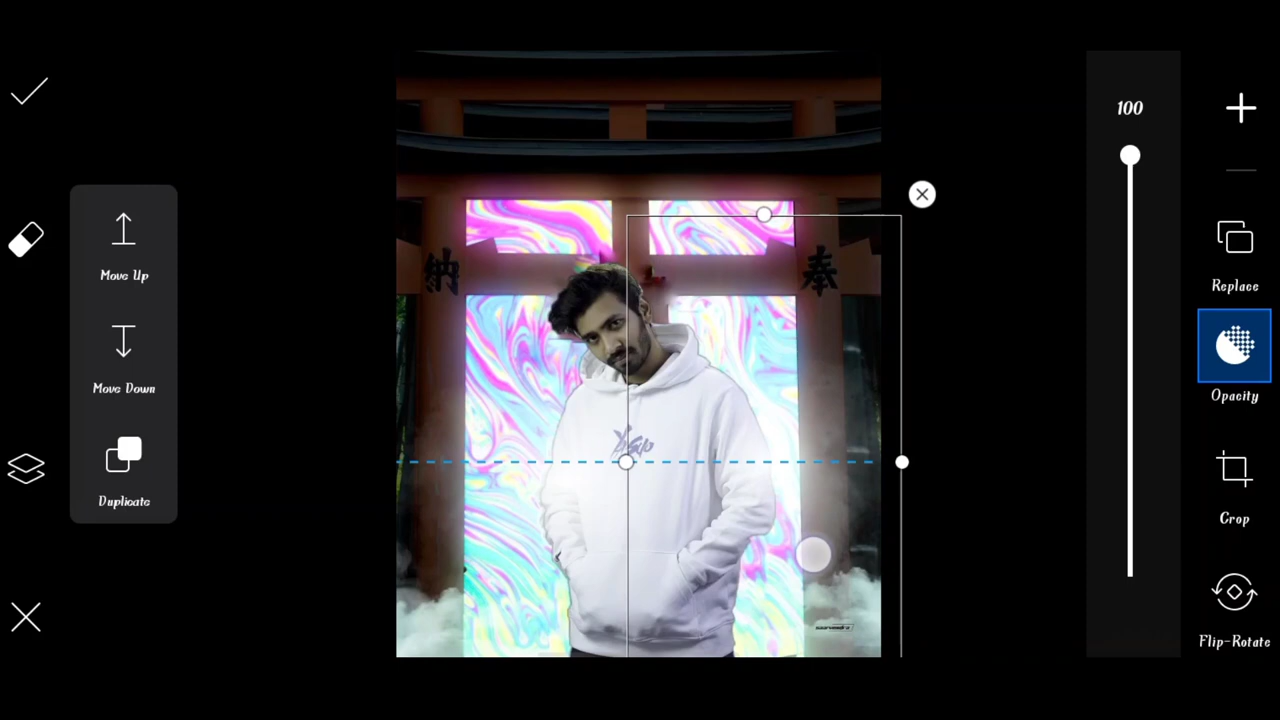 100
Move Up
Replace
納
奉
Move Down
Opacity
Duplicate
Crop
Flip-Rotate